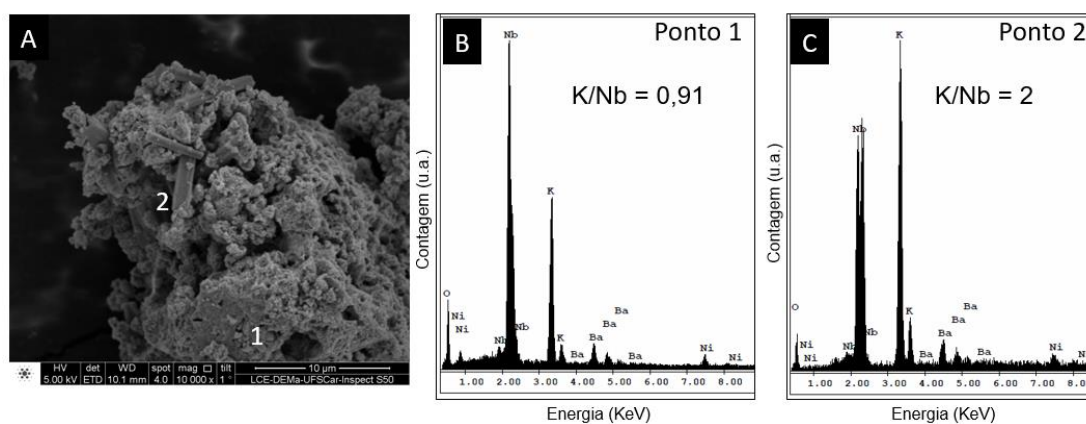 A
2
1
HV det WD spot mag □ tilt
5.00 kV ETD 10.1 mm 4.0 10 000 x 1 °
10 µm
LCE-DEMa-UFSCar-Inspect S50
B
Ponto 1
K/Nb = 0,91
Nb
K
O
Ni
Ni
Nb
Nb
K
Ba
Ba
Ba
Ba
Ba
Ni
Ni
1.00 2.00 3.00 4.00 5.00 6.00 7.00 8.0
Contagem (u.a.)
Energia (KeV)
C
Ponto 2
K/Nb = 2
K
Nb
O
Ni
Ni
Nb
Nb
K
Ba
Ba
Ba
Ba
Ba
Ni
1.00 2.00 3.00 4.00 5.00 6.00 7.00 8.0
Contagem (u.a.)
Energia (KeV)